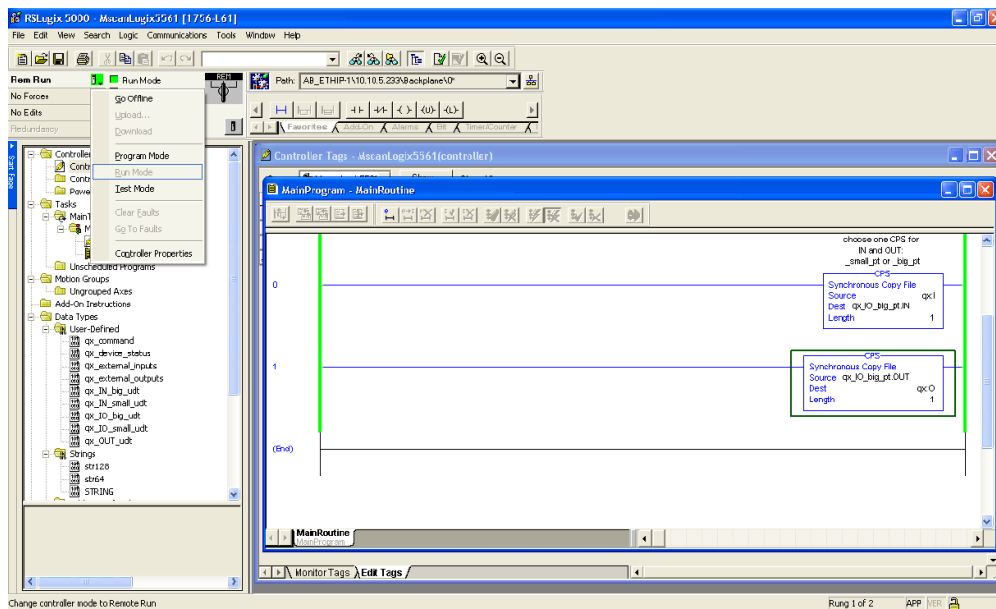 RSLogix 5000 - MscanLogix5561 [1756-L61]
File Edit View Search Logic Communications Tools Window Help
Rem Run
Run Mode
REM
Path: AB_ETHIP-1\10.10.5.233\Backplane\0*
No Forces
No Edits
Redundancy
Go Offline
Upload...
Download
Program Mode
Run Mode
Test Mode
Clear Faults
Go To Faults
Controller Properties
Favorites Add-On Alarms Bit Timer/Counter
Start Page
Controller
Contr
Contr
Powe
Tasks
MainT
M
Unscheduled Programs
Motion Groups
Ungrouped Axes
Add-On Instructions
Data Types
User-Defined
qx_command
qx_device_status
qx_external_inputs
qx_external_outputs
qx_IN_big_udt
qx_IN_small_udt
qx_IO_big_udt
qx_IO_small_udt
qx_OUT_udt
Strings
str128
str64
STRING
Controller Tags - MscanLogix5561(controller)
MainProgram - MainRoutine
choose one CPS for
IN and OUT:
_small_pt or _big_pt
0
CPS
Synchronous Copy File
Source qx:I
Dest qx_IO_big_pt.IN
Length 1
1
CPS
Synchronous Copy File
Source qx_IO_big_pt.OUT
Dest qx:O
Length 1
(End)
MainRoutine
MainProgram
Monitor Tags Edit Tags
Change controller mode to Remote Run
Rung 1 of 2
APP VER